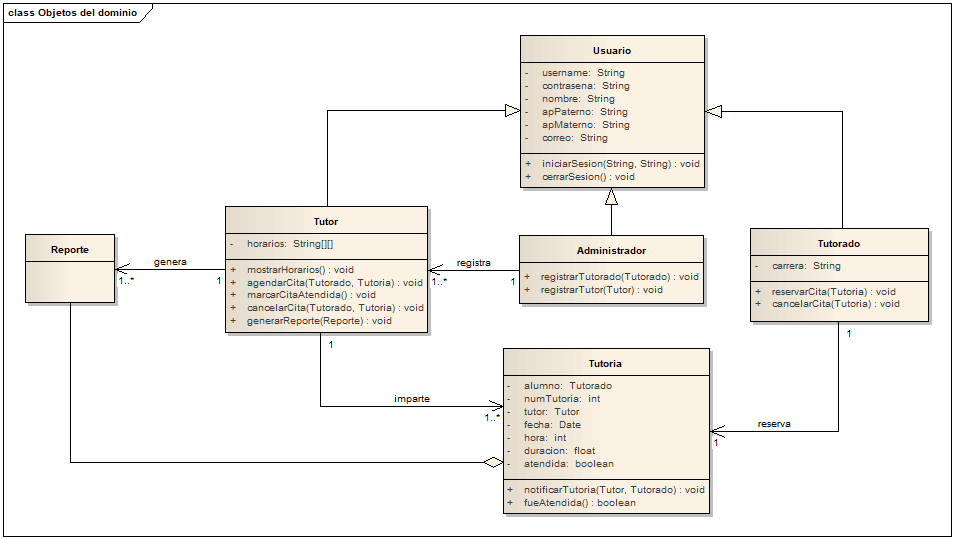 class Objetos del dominio
Usuario
- username: String
- contrasena: String
- nombre: String
- apPaterno: String
- apMaterno: String
- correo: String
+ iniciarSesion(String, String) : void
+ cerrarSesion() : void
Tutor
- horarios: String[][]
+ mostrarHorarios() : void
+ agendarCita(Tutorado, Tutoria) : void
+ marcarCitaAtendida() : void
+ cancelarCita(Tutorado, Tutoria) : void
+ generarReporte(Reporte) : void
Reporte
genera
1..*
1
Administrador
+ registrarTutorado(Tutorado) : void
+ registrarTutor(Tutor) : void
registra
1..*
1
Tutorado
- carrera: String
+ reservarCita(Tutoria) : void
+ cancelarCita(Tutoria) : void
1
1
imparte
1..*
reserva
1
Tutoria
- alumno: Tutorado
- numTutoria: int
- tutor: Tutor
- fecha: Date
- hora: int
- duracion: float
- atendida: boolean
+ notificarTutoria(Tutor, Tutorado) : void
+ fueAtendida() : boolean